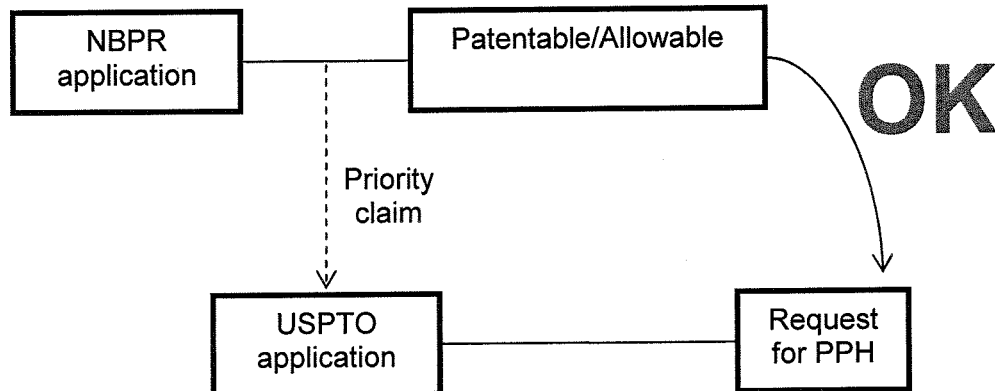 NBPR
application
Patentable/Allowable
OK
Priority
claim
USPTO
application
Request
for PPH